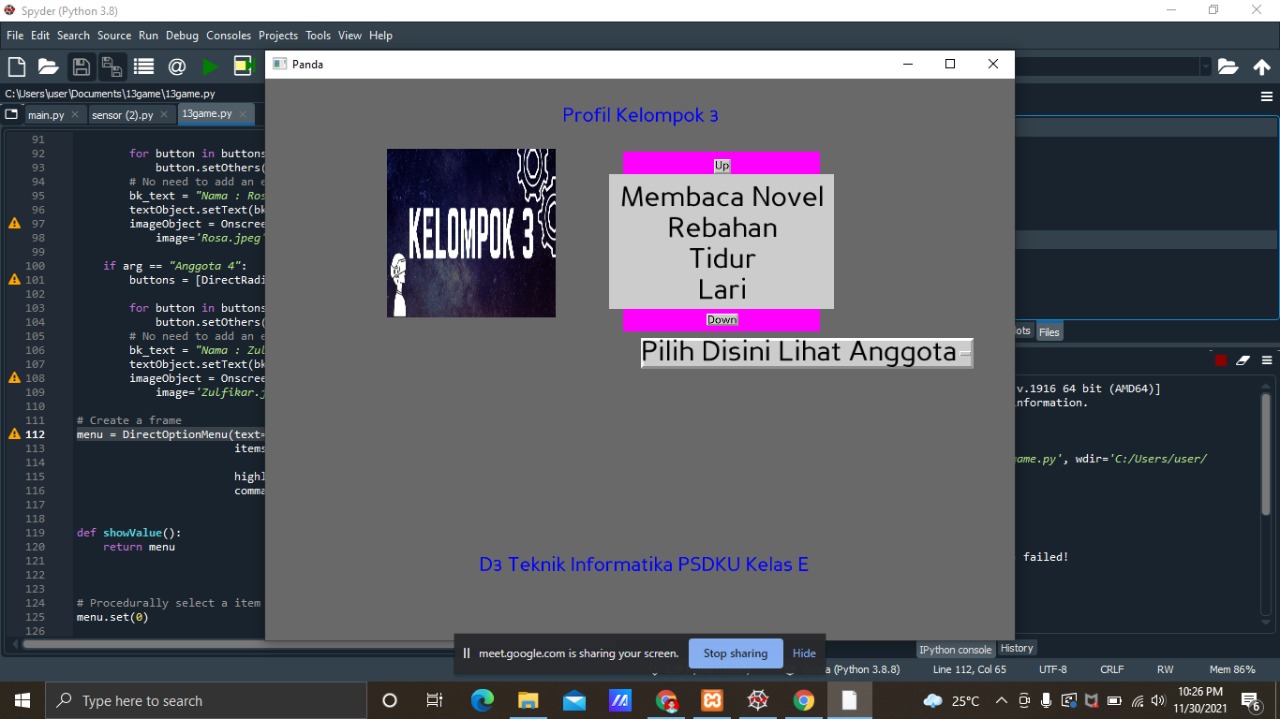 Spyder (Python 3.8)
File Edit Search Source Run Debug Consoles Projects Tools View Help
C:\Users\user\Documents\13game\13game.py
main.py
sensor (2).py
13game.py
91
92 for button in buttons
93 button.setOthers(
94 # No need to add an e
95 bk_text = "Nama : Ros
96 textObject.setText(bk
97 imageObject = Onscree
98 image='Rosa.jpeg'
99
100 if arg == "Anggota 4":
101 buttons = [DirectRadi
102
103 for button in buttons
104 button.setOthers(
105 # No need to add an e
106 bk_text = "Nama : Zul
107 textObject.setText(bk
108 imageObject = Onscree
109 image='Zulfikar.j
110
111 # Create a frame
112 menu = DirectOptionMenu(text=
113 items
114
115 highl
116 comma
117
118
119 def showValue():
120 return menu
121
122
123
124 # Procedurally select a item
125 menu.set(0)
126
Panda
Profil Kelompok 3
KELOMPOK 3
Up
Membaca Novel
Rebahan
Tidur
Lari
Down
Pilih Disini Lihat Anggota
D3 Teknik Informatika PSDKU Kelas E
ots Files
v.1916 64 bit (AMD64)]
nformation.
ame.py', wdir='C:/Users/user/
failed!
meet.google.com is sharing your screen. Stop sharing Hide
IPython console History
a (Python 3.8.8) Line 112, Col 65 UTF-8 CRLF RW Mem 86%
Type here to search
25°C
10:26 PM
11/30/2021
6